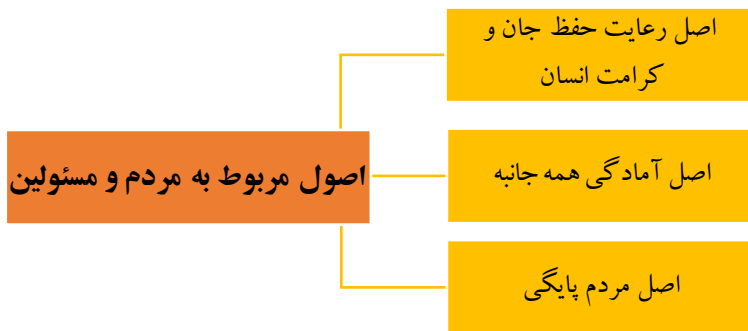 اصل رعایت حفظ جان و
کرامت انسان
اصول مربوط به مردم و مسئولین
اصل آمادگی همه جانبه
اصل مردم پایگی